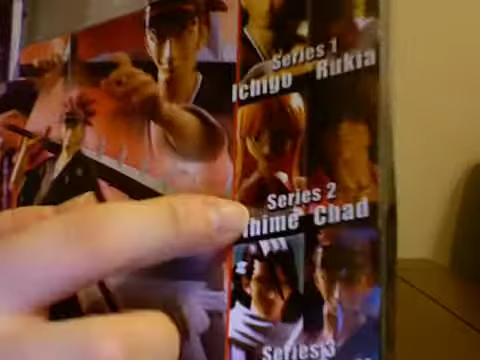 Series 1
Ichigo Rukia
Series 2
hime Chad
Series 3